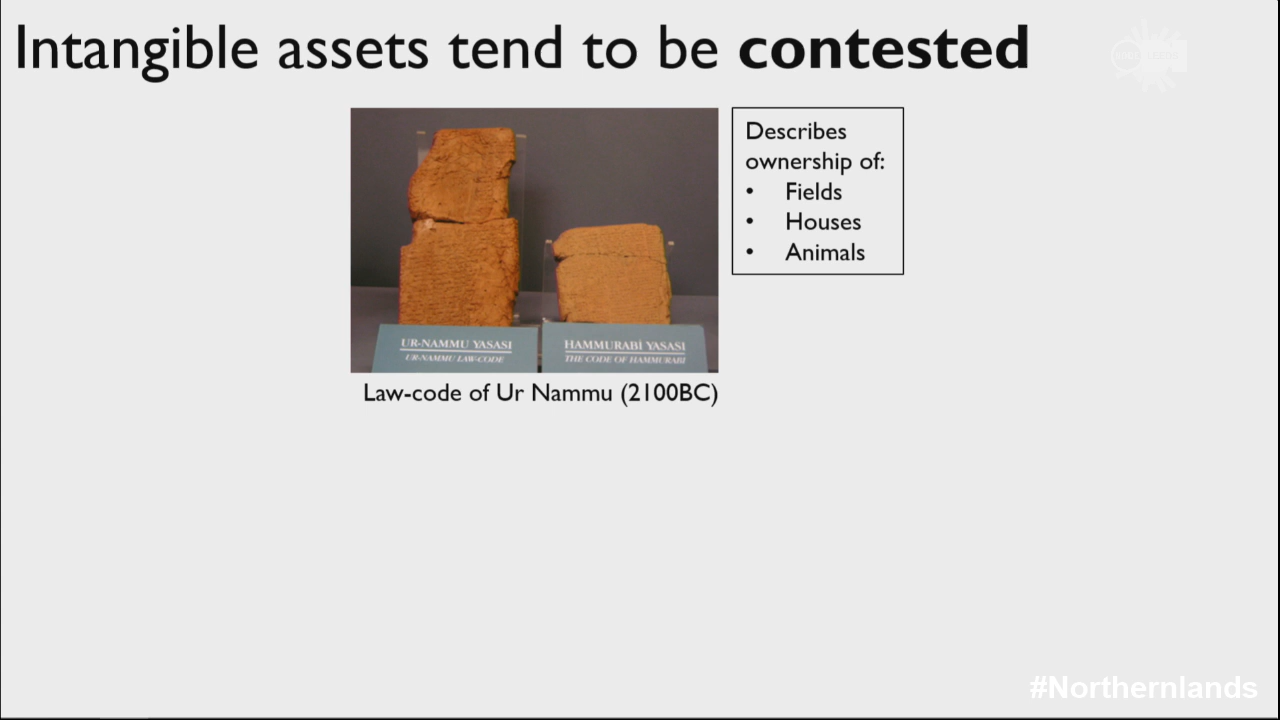 Intangible assets tend to be contested
Describes
ownership of:
• Fields
• Houses
• Animals
UR-NAMMU YASASI
UR-NAMMU LAW-CODE
HAMMURABİ YASASI
THE CODE OF HAMMURABI
Law-code of Ur Nammu (2100BC)
#Northernlands